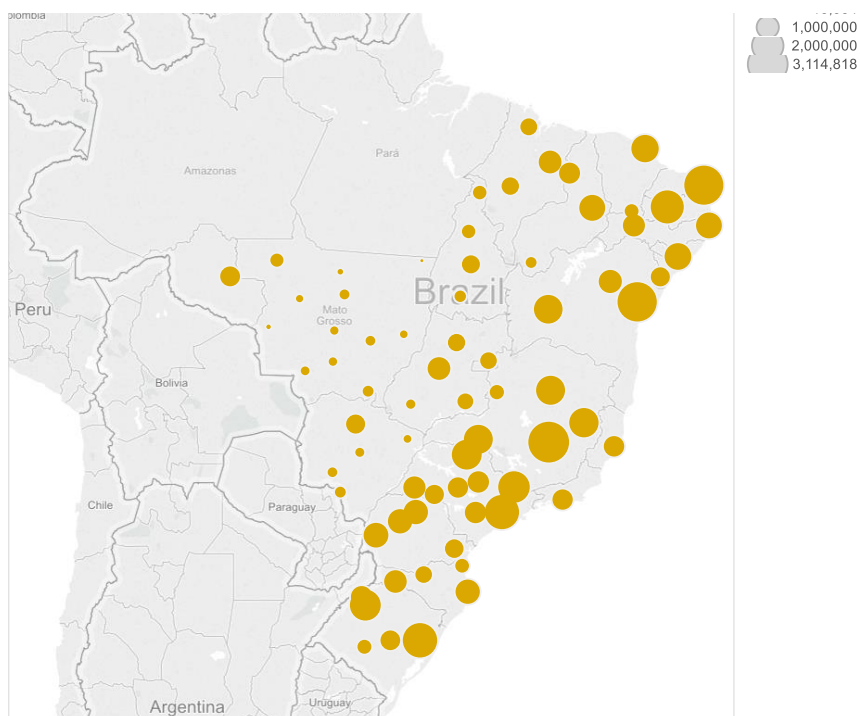 1,000,000
2,000,000
3,114,818
Pará
Amazonas
Brazil
Peru
Mato
Grosso
Bolivia
Chile
Paraguay
Argentina
Uruguay